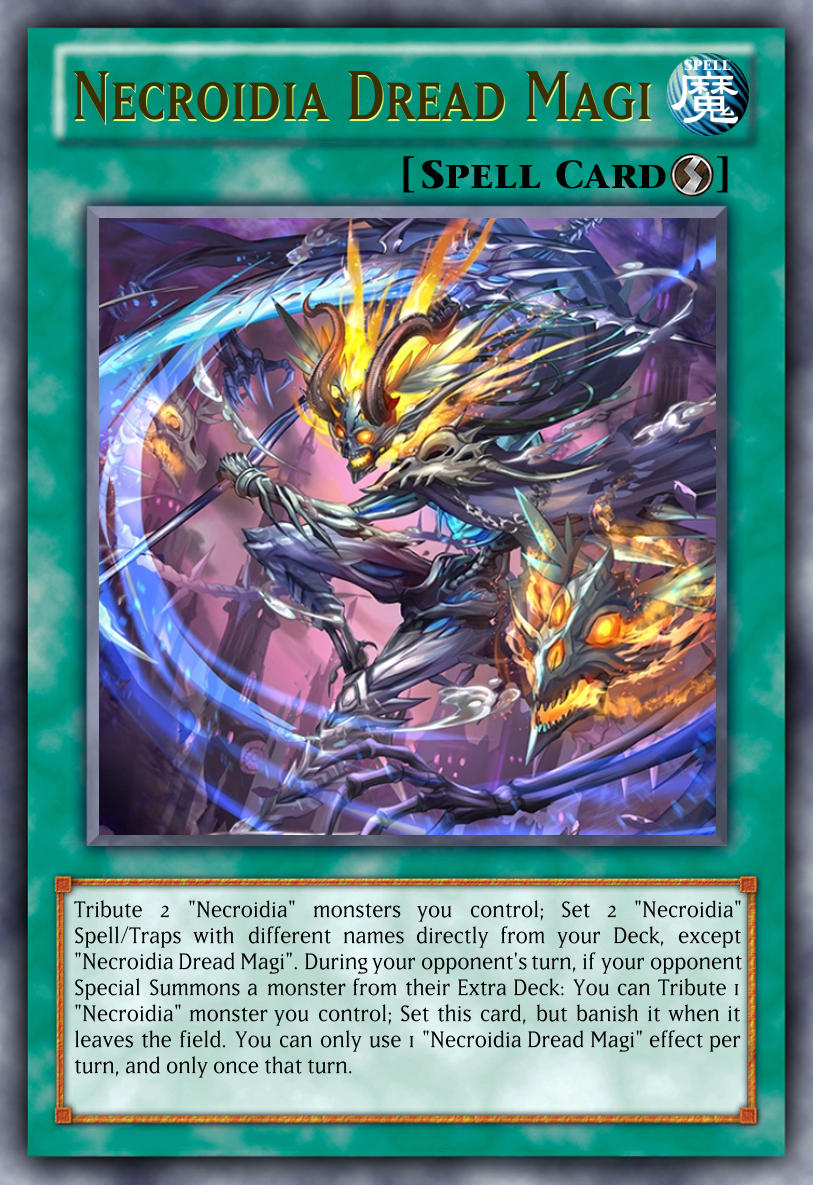 Necroidia Dread Magi
SPELL
魔
[Spell Card]
Tribute 2 "Necroidia" monsters you control; Set 2 "Necroidia"
Spell/Traps with different names directly from your Deck, except
"Necroidia Dread Magi". During your opponent's turn, if your opponent
Special Summons a monster from their Extra Deck: You can Tribute 1
"Necroidia" monster you control; Set this card, but banish it when it
leaves the field. You can only use 1 "Necroidia Dread Magi" effect per
turn, and only once that turn.